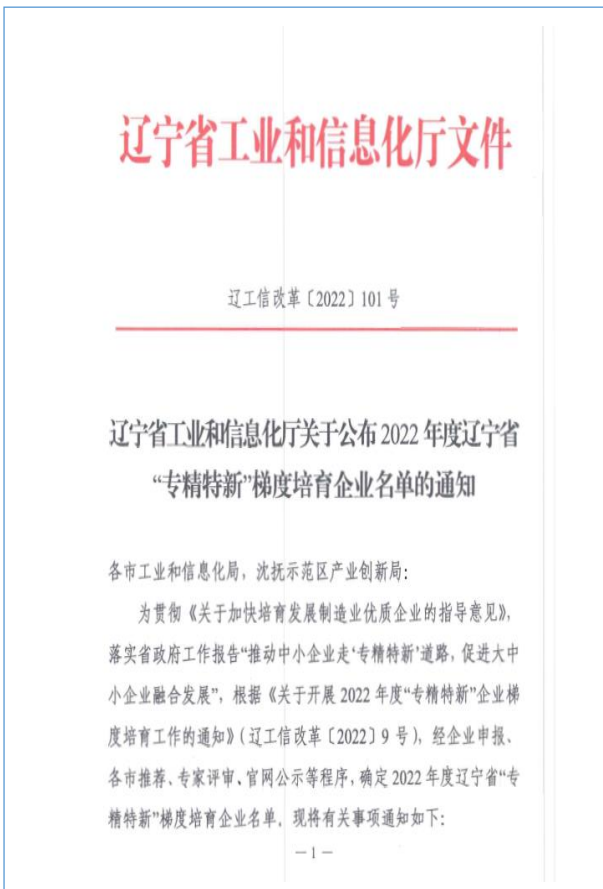 辽宁省工业和信息化厅文件
辽工信改革〔2022〕101号
辽宁省工业和信息化厅关于公布2022年度辽宁省
“专精特新”梯度培育企业名单的通知
各市工业和信息化局，沈抚示范区产业创新局：
为贯彻《关于加快培育发展制造业优质企业的指导意见》，
落实省政府工作报告“推动中小企业走‘专精特新’道路，促进大中
小企业融合发展”，根据《关于开展2022年度“专精特新”企业梯
度培育工作的通知》（辽工信改革〔2022〕9号），经企业申报、
各市推荐、专家评审、官网公示等程序，确定2022年度辽宁省“专
精特新”梯度培育企业名单，现将有关事项通知如下：
—1—